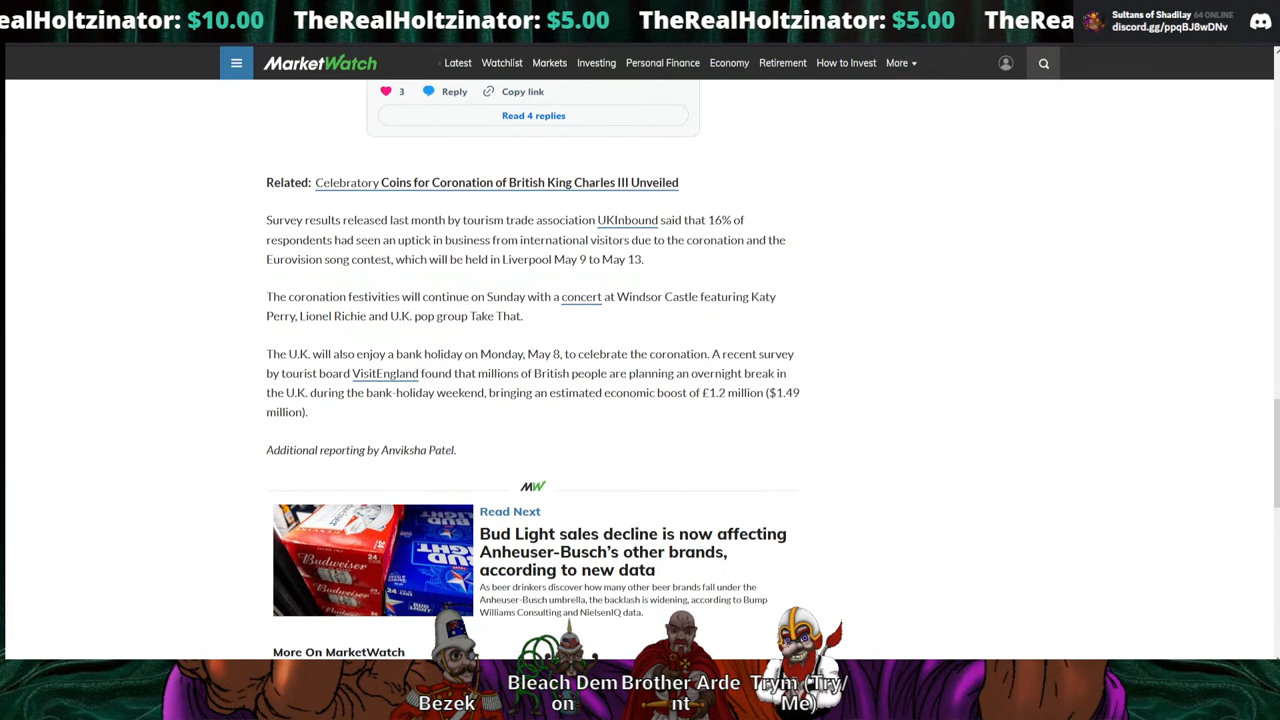 ealHoltzinator: $10.00 TheRealHoltzinator: $5.00 TheRealHoltzinator: $5.00 TheRea
Sultans of Shadilay 64 ONLINE
discord.gg/ppqBJ8wDNv
MarketWatch Latest Watchlist Markets Investing Personal Finance Economy Retirement How to Invest More
3 Reply Copy link
Read 4 replies
Related: Celebratory Coins for Coronation of British King Charles III Unveiled
Survey results released last month by tourism trade association UKInbound said that 16% of
respondents had seen an uptick in business from international visitors due to the coronation and the
Eurovision song contest, which will be held in Liverpool May 9 to May 13.
The coronation festivities will continue on Sunday with a concert at Windsor Castle featuring Katy
Perry, Lionel Richie and U.K. pop group Take That.
The U.K. will also enjoy a bank holiday on Monday, May 8, to celebrate the coronation. A recent survey
by tourist board VisitEngland found that millions of British people are planning an overnight break in
the U.K. during the bank-holiday weekend, bringing an estimated economic boost of £1.2 million ($1.49
million).
Additional reporting by Anviksha Patel.
MW
Read Next
Bud Light sales decline is now affecting
Anheuser-Busch's other brands,
according to new data
As beer drinkers discover how many other beer brands fall under the
Anheuser-Busch umbrella, the backlash is widening, according to Bump
Williams Consulting and NielsenIQ data.
Budweiser
Budweiser
LIGHT
More On MarketWatch
Bezek
Bleach Dem
on
Brother Arde
nt
Trym (Try/
Me)